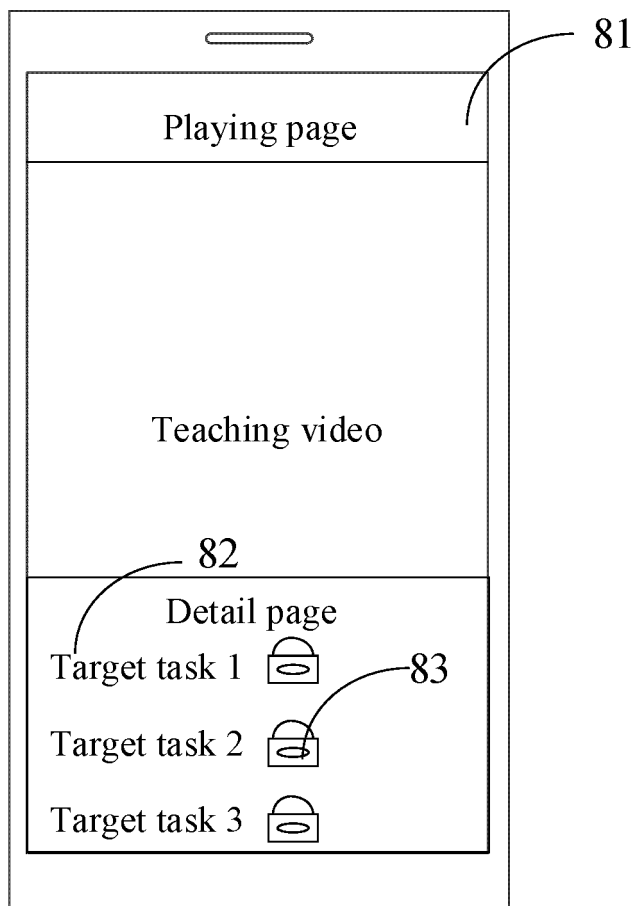 81
Playing page
Teaching video
82
Detail page
Target task 1
83
Target task 2
Target task 3